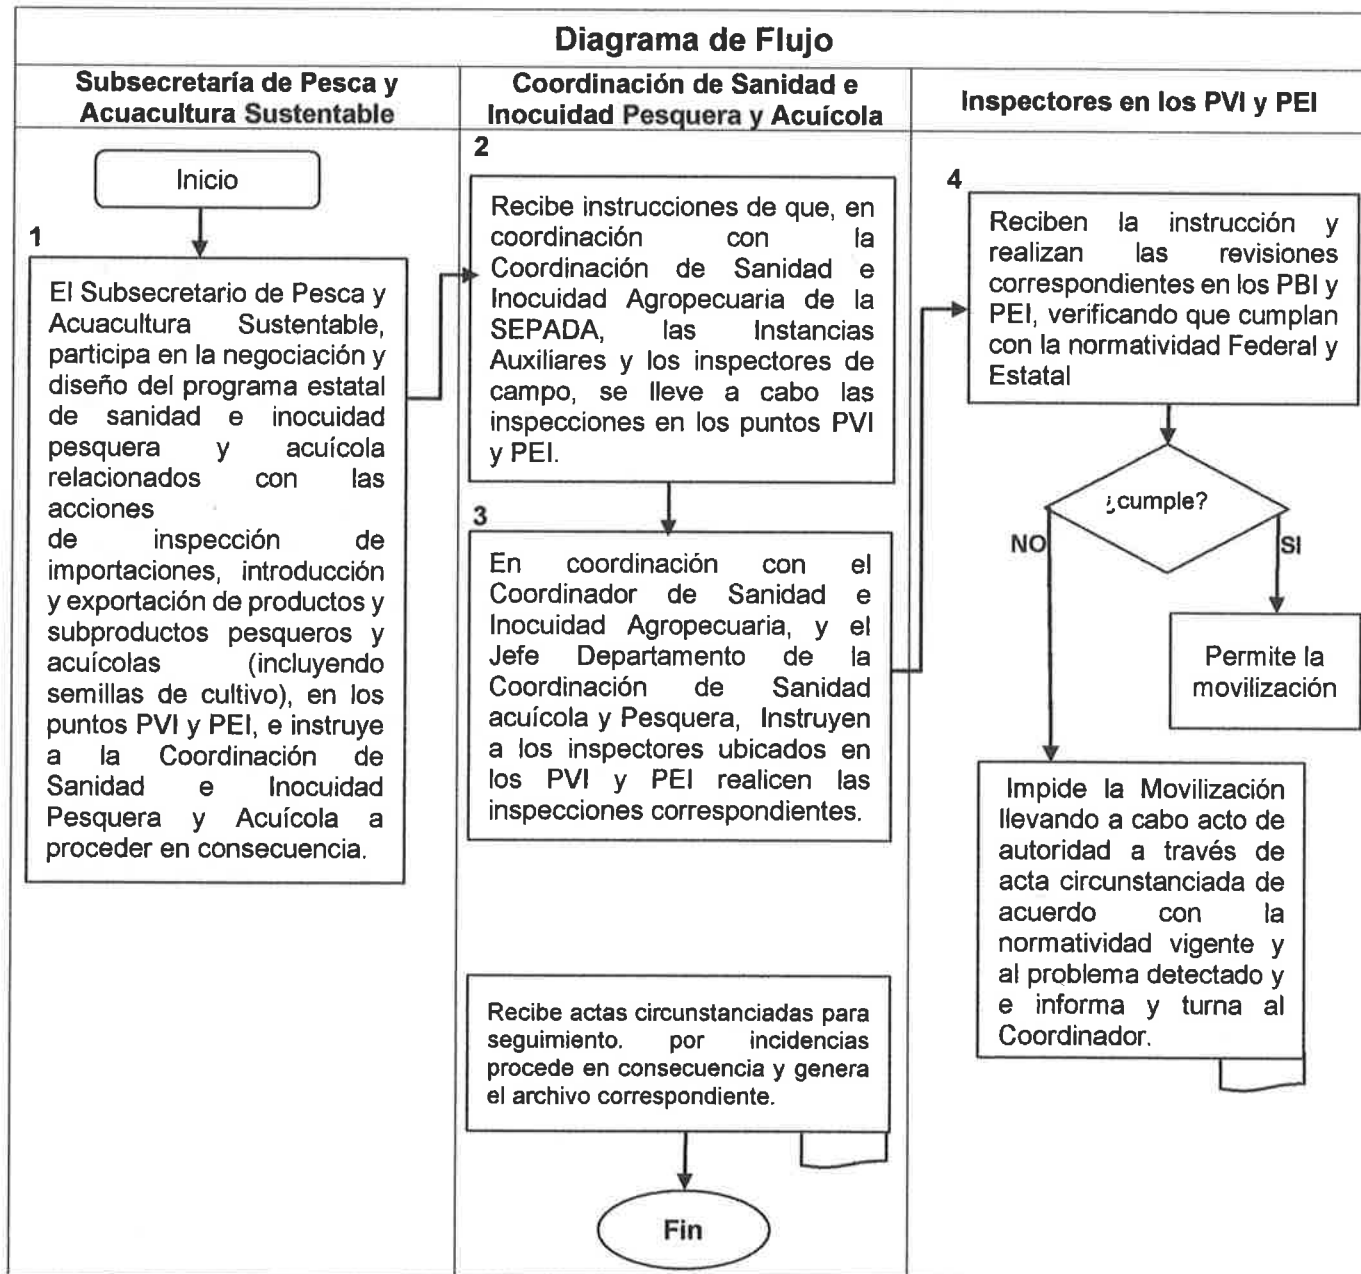 Diagrama de Flujo
Subsecretaría de Pesca y
Acuacultura Sustentable
Coordinación de Sanidad e
Inocuidad Pesquera y Acuícola
Inspectores en los PVI y PEI
Inicio
1
El Subsecretario de Pesca y
Acuacultura Sustentable,
participa en la negociación y
diseño del programa estatal
de sanidad e inocuidad
pesquera y acuícola
relacionados con las
acciones
de inspección de
importaciones, introducción
y exportación de productos y
subproductos pesqueros y
acuícolas (incluyendo
semillas de cultivo), en los
puntos PVI y PEI, e instruye
a la Coordinación de
Sanidad e Inocuidad
Pesquera y Acuícola a
proceder en consecuencia.
2
Recibe instrucciones de que, en
coordinación con la
Coordinación de Sanidad e
Inocuidad Agropecuaria de la
SEPADA, las Instancias
Auxiliares y los inspectores de
campo, se lleve a cabo las
inspecciones en los puntos PVI
y PEI.
3
En coordinación con el
Coordinador de Sanidad e
Inocuidad Agropecuaria, y el
Jefe Departamento de la
Coordinación de Sanidad
acuícola y Pesquera, Instruyen
a los inspectores ubicados en
los PVI y PEI realicen las
inspecciones correspondientes.
4
Reciben la instrucción y
realizan las revisiones
correspondientes en los PBI y
PEI, verificando que cumplan
con la normatividad Federal y
Estatal
¿cumple?
NO
SI
Permite la
movilización
Impide la Movilización
llevando a cabo acto de
autoridad a través de
acta circunstanciada de
acuerdo con la
normatividad vigente y
al problema detectado y
e informa y turna al
Coordinador.
Recibe actas circunstanciadas para
seguimiento. por incidencias
procede en consecuencia y genera
el archivo correspondiente.
Fin